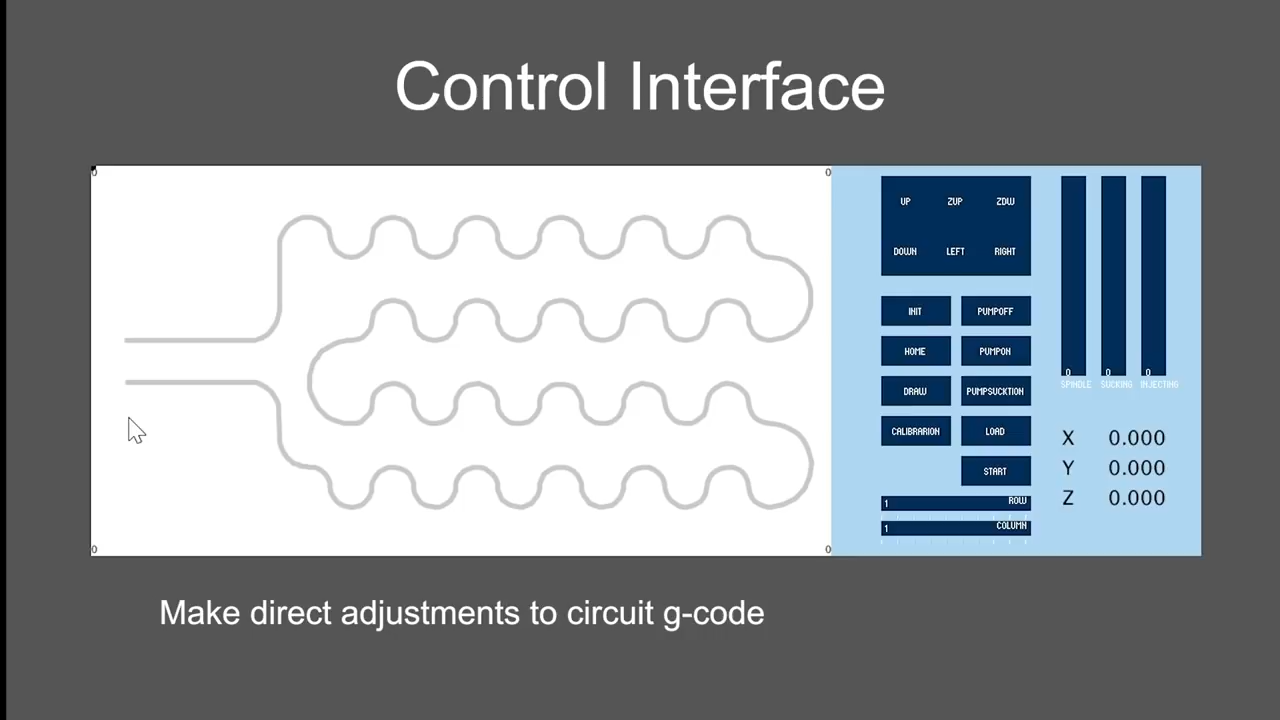 Control Interface
0 0
UP ZUP ZDW
DOWN LEFT RIGHT
INIT PUMPOFF
HOME PUMPON
DRAW PUMPSUCKTION
CALIBRARION LOAD
START
1 ROW
1 COLUMN
0 0 0
SPINDLE SUCKING INJECTING
X 0.000
Y 0.000
Z 0.000
0 0
Make direct adjustments to circuit g-code